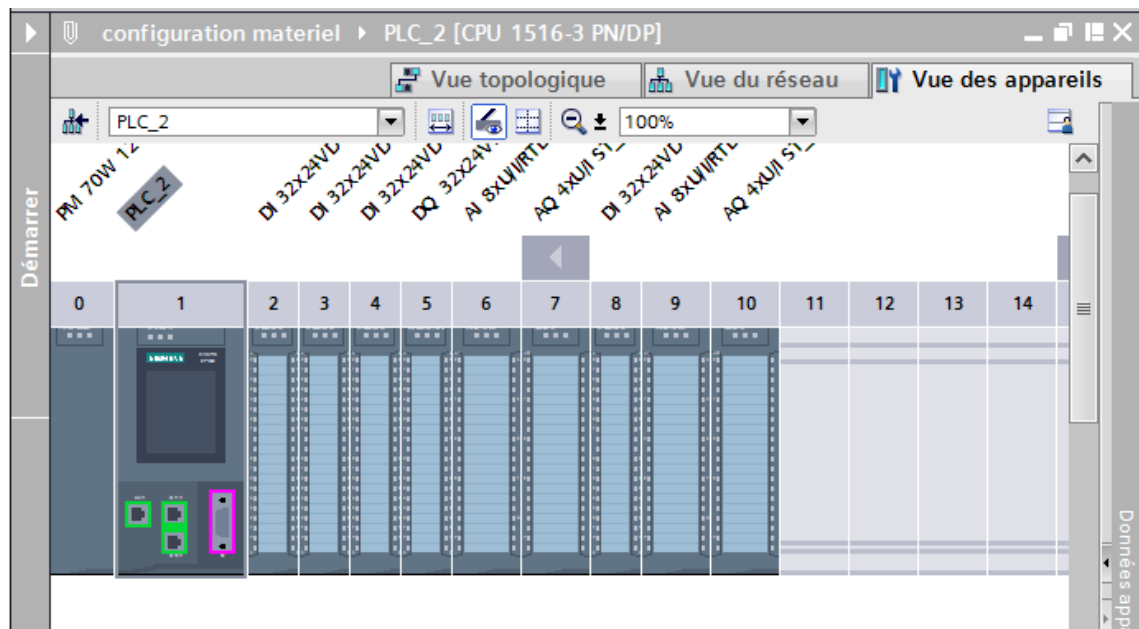 configuration materiel ▸ PLC_2 [CPU 1516-3 PN/DP]
Vue topologique Vue du réseau Vue des appareils
PLC_2 100%
Démarrer
PM 70W 12
PLC_2
DI 32x24VD
DI 32x24VD
DI 32x24VD
DQ 32x24V
AI 8xU/I/RTD
AQ 4xU/I ST_
DI 32x24VD
AI 8xU/I/RTD
AQ 4xU/I ST_
0 1 2 3 4 5 6 7 8 9 10 11 12 13 14
SIEMENS
Données app